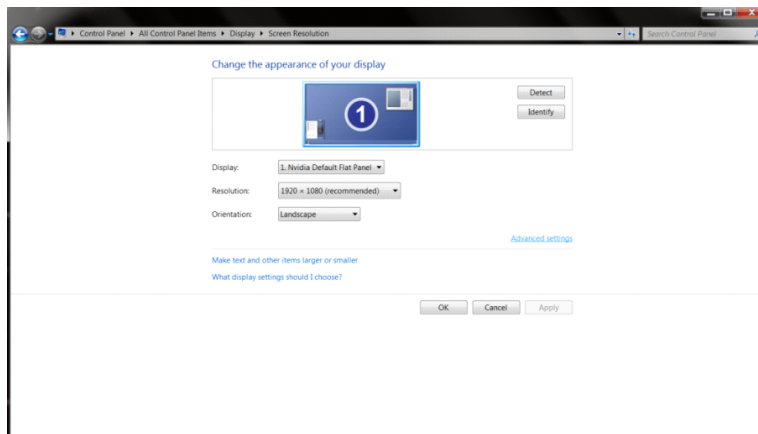 Control Panel ▸ All Control Panel Items ▸ Display ▸ Screen Resolution
Search Control Panel
Change the appearance of your display
1
Detect
Identify
Display: 1. Nvidia Default Flat Panel
Resolution: 1920 × 1080 (recommended)
Orientation: Landscape
Advanced settings
Make text and other items larger or smaller
What display settings should I choose?
OK Cancel Apply